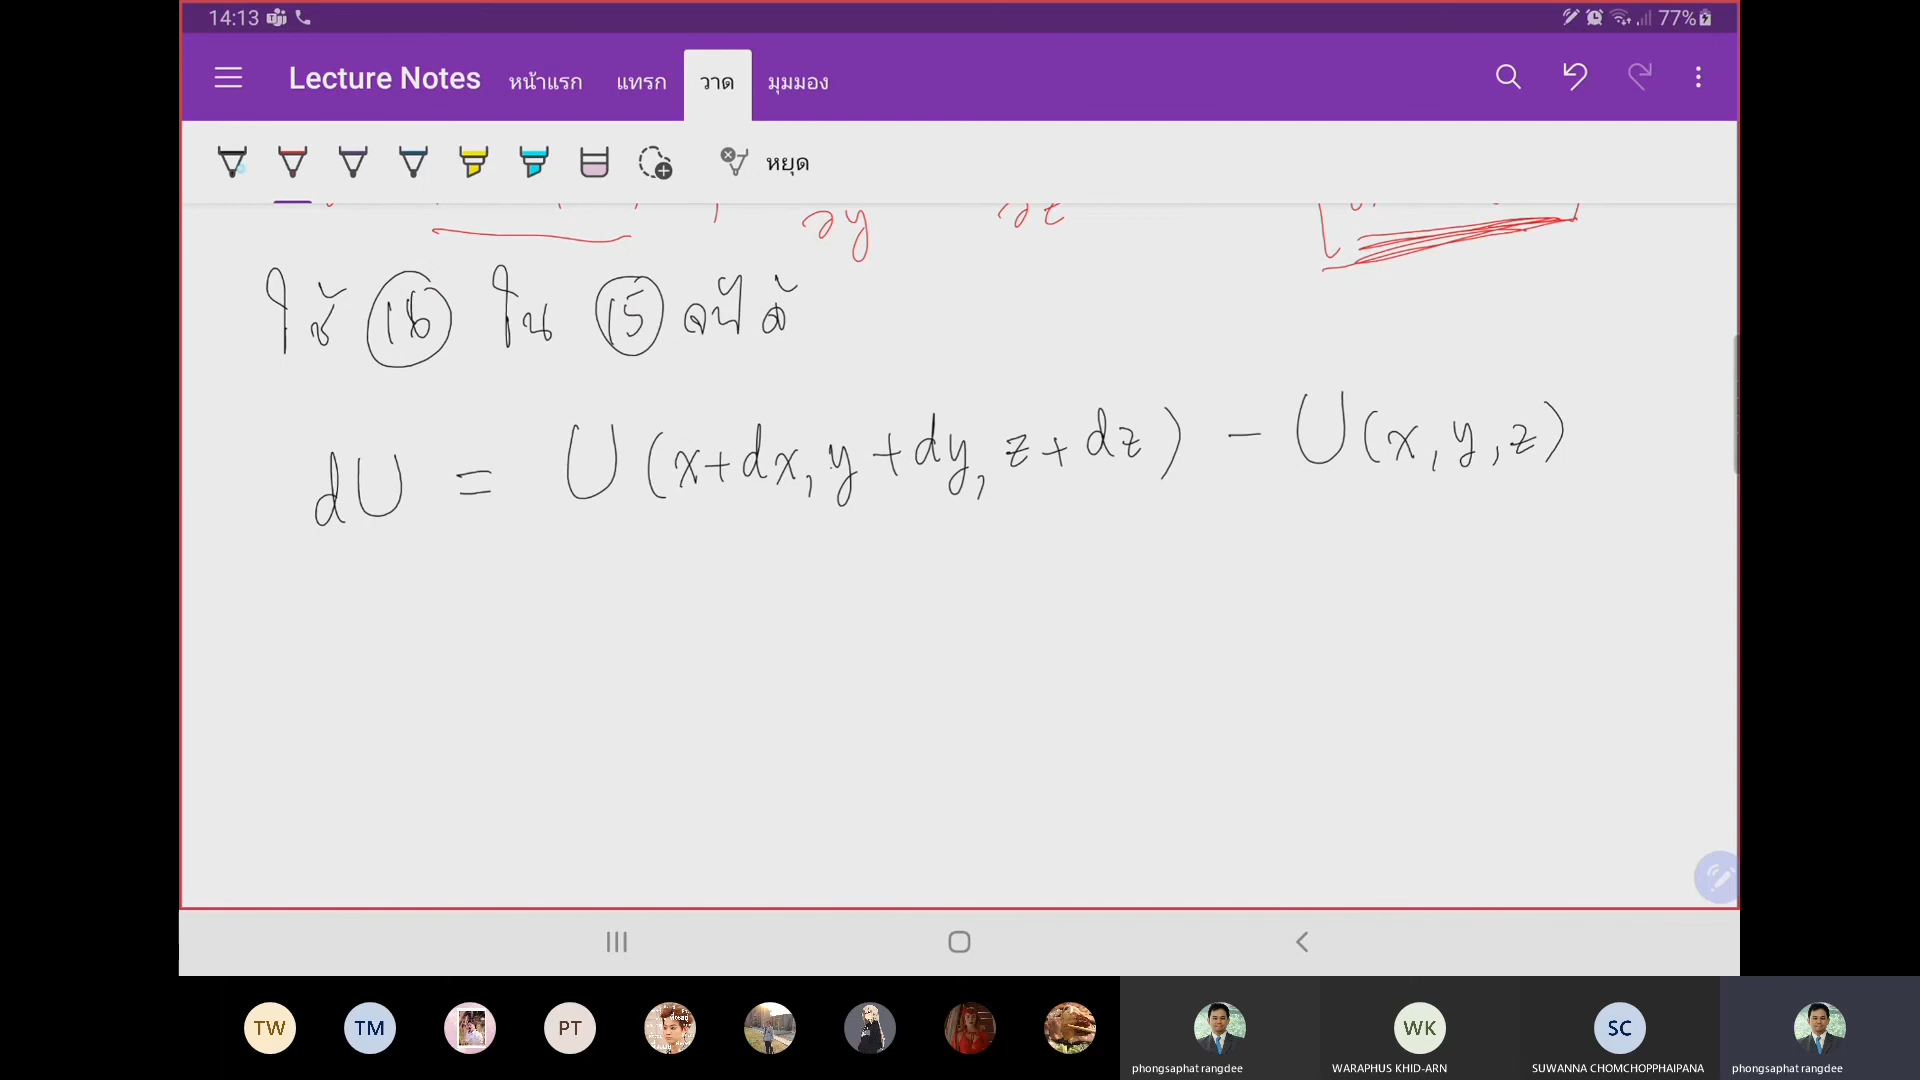 14:13 77%
Lecture Notes หน้าแรก แทรก วาด มุมมอง
หยุด
∂y ∂z
ใช้ (16) ใน (15) จะได้
dU = U(x+dx, y+dy, z+dz) - U(x, y, z)
TW TM PT WK SC
phongsaphat rangdee WARAPHUS KHID-ARN SUWANNA CHOMCHOPPHAIPANA phongsaphat rangdee